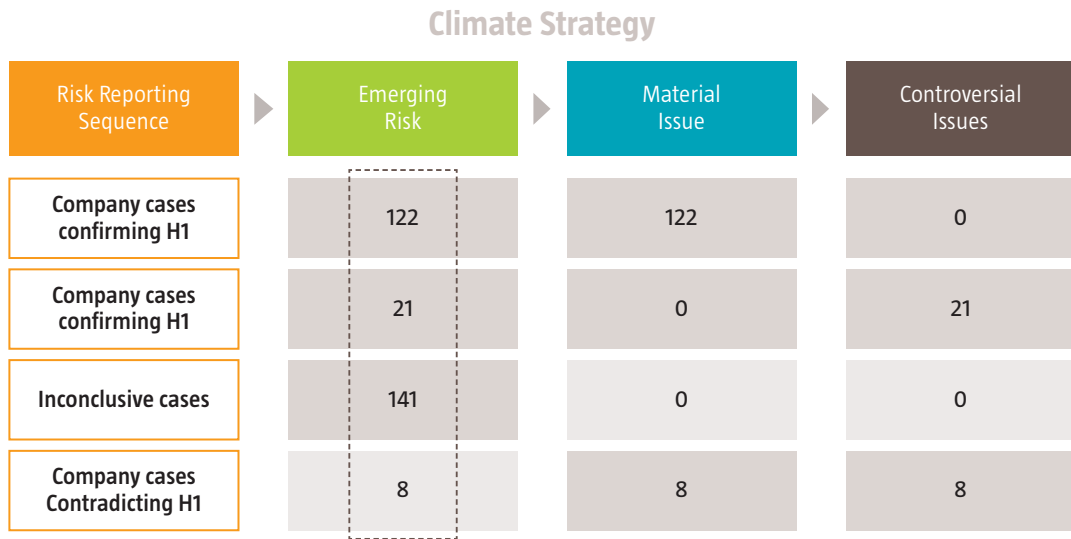 Climate Strategy
Risk Reporting
Sequence
Emerging
Risk
Material
Issue
Controversial
Issues
Company cases
confirming H1
122
122
0
Company cases
confirming H1
21
0
21
Inconclusive cases
141
0
0
Company cases
Contradicting H1
8
8
8